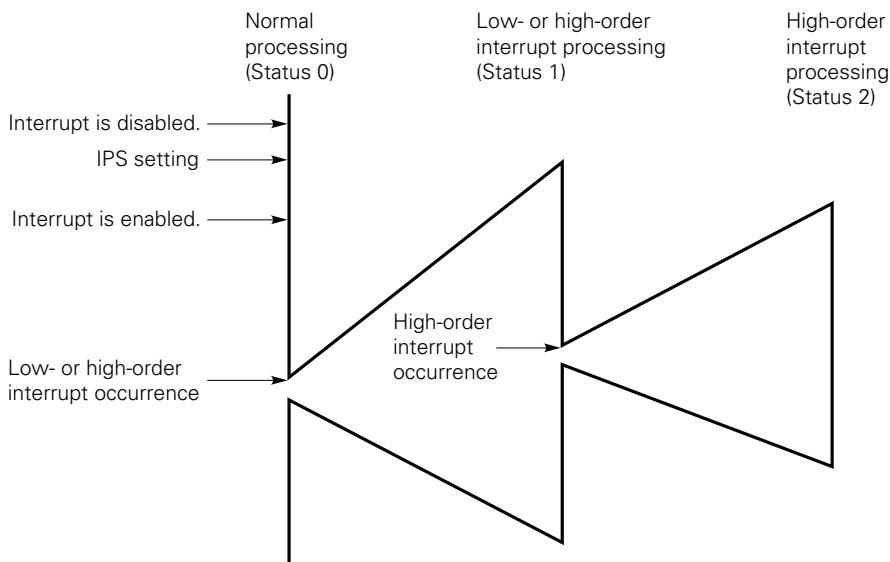 Normal
processing
(Status 0)
Low- or high-order
interrupt processing
(Status 1)
High-order
interrupt
processing
(Status 2)
Interrupt is disabled.
IPS setting
Interrupt is enabled.
High-order
interrupt
occurrence
Low- or high-order
interrupt occurrence